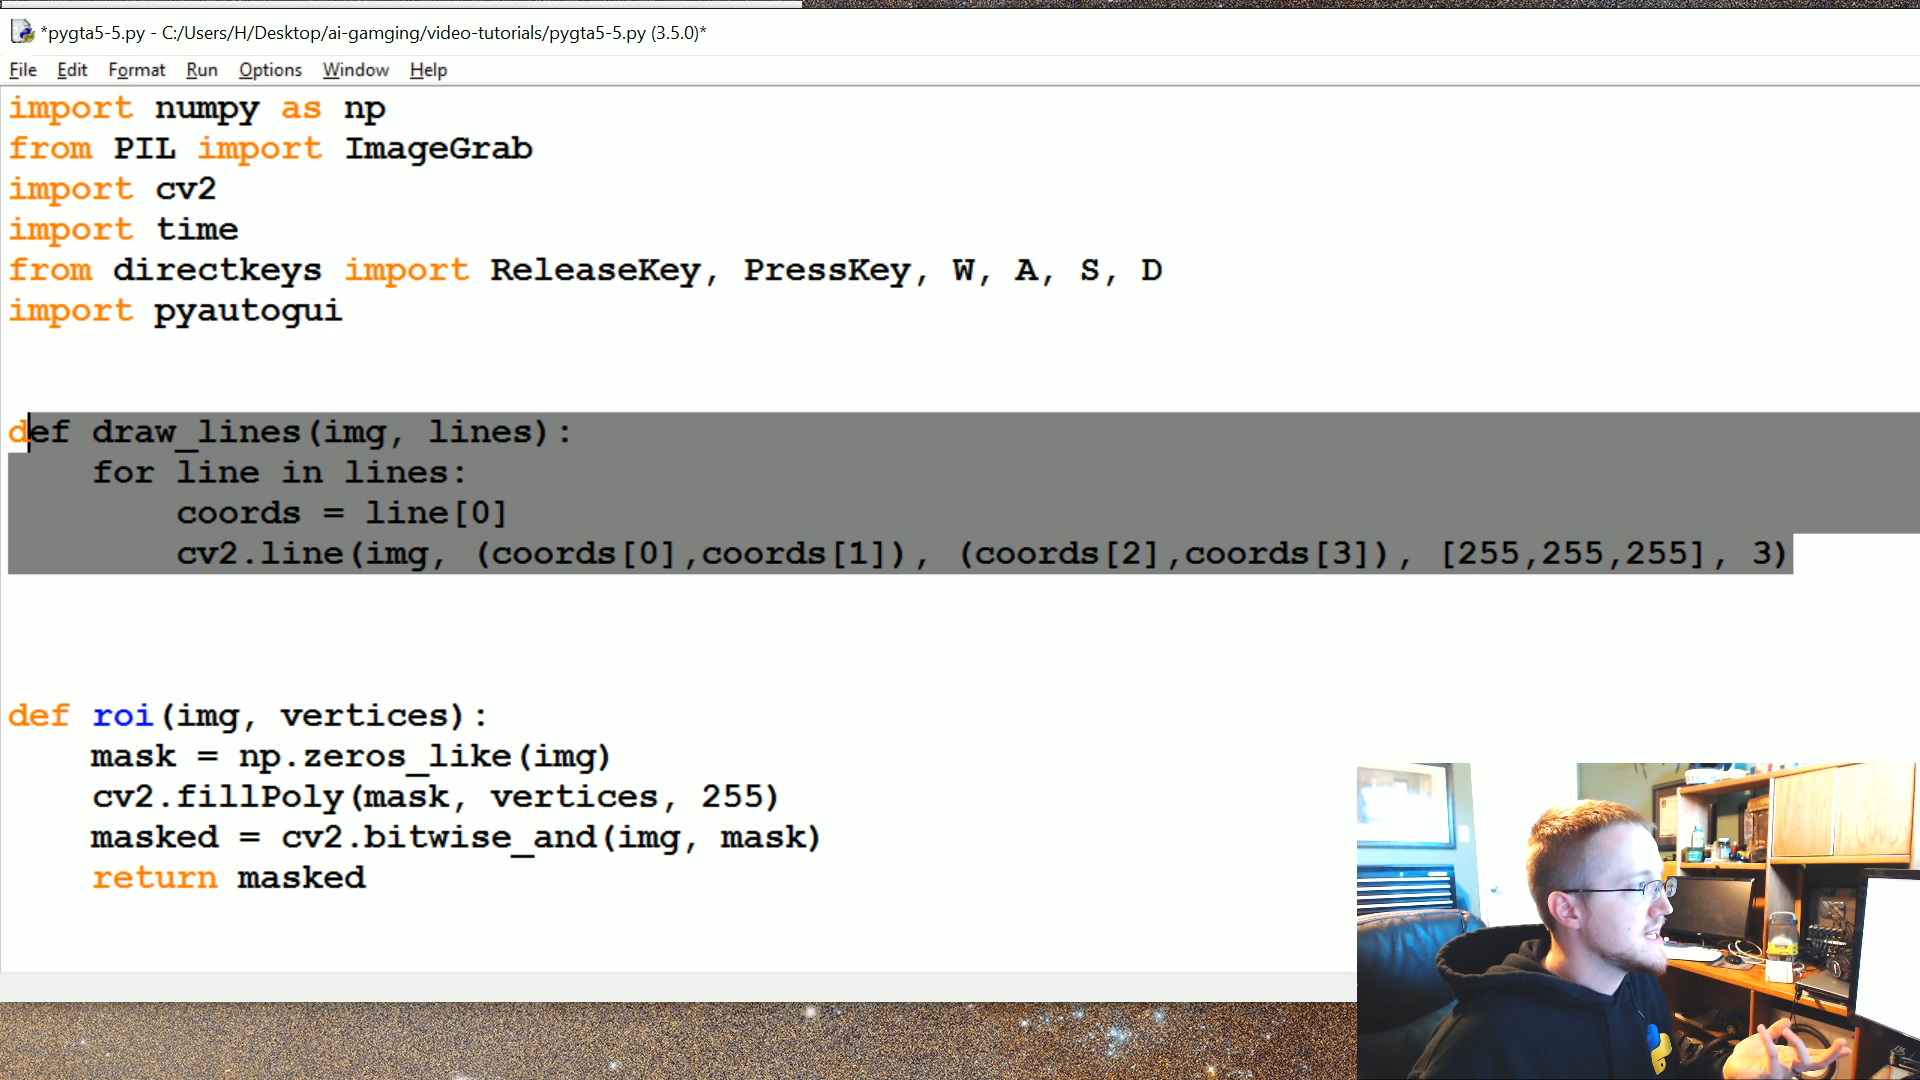 *pygta5-5.py - C:/Users/H/Desktop/ai-gamging/video-tutorials/pygta5-5.py (3.5.0)*
File Edit Format Run Options Window Help
import numpy as np
from PIL import ImageGrab
import cv2
import time
from directkeys import ReleaseKey, PressKey, W, A, S, D
import pyautogui
def draw_lines(img, lines):
    for line in lines:
        coords = line[0]
        cv2.line(img, (coords[0],coords[1]), (coords[2],coords[3]), [255,255,255], 3)
def roi(img, vertices):
    mask = np.zeros_like(img)
    cv2.fillPoly(mask, vertices, 255)
    masked = cv2.bitwise_and(img, mask)
    return masked